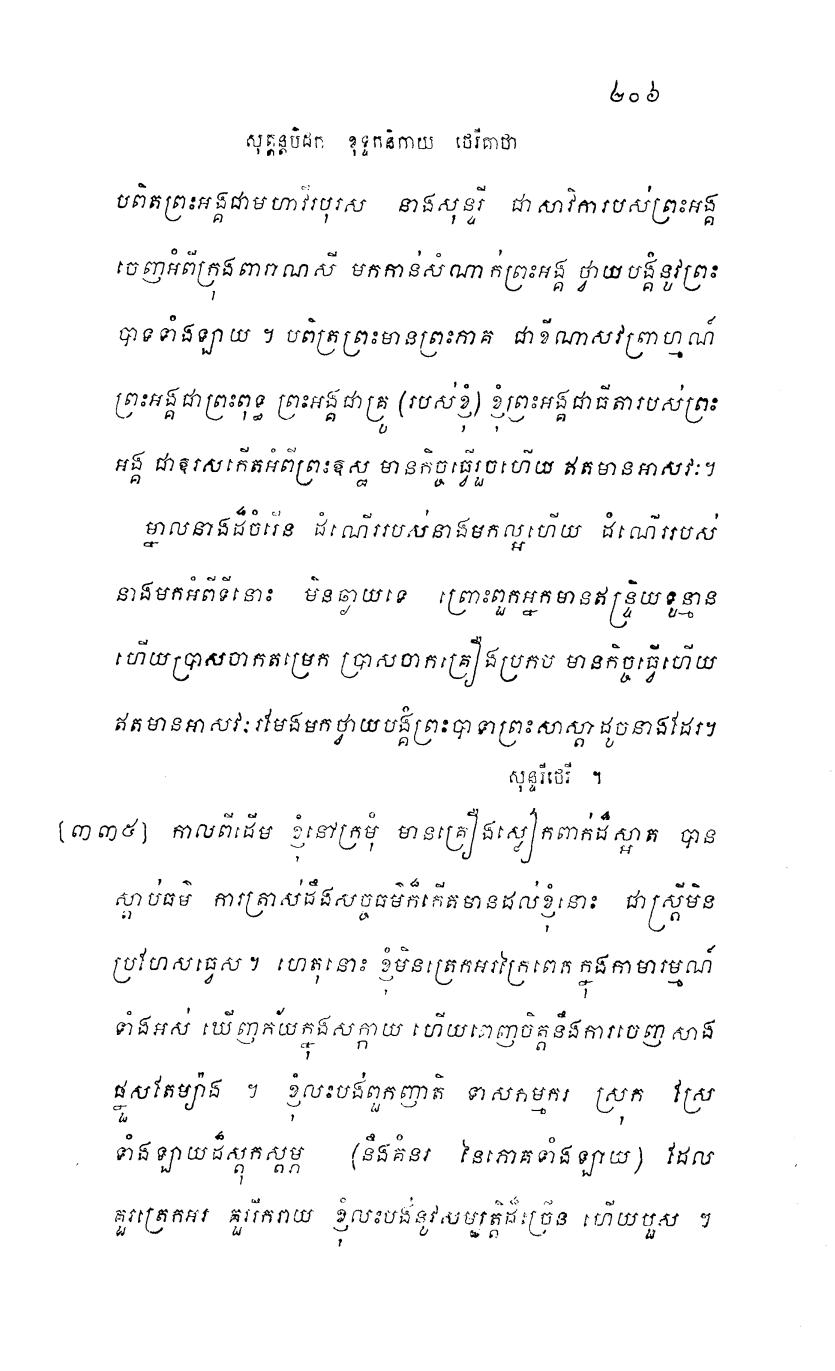 ២០៦
សុត្តន្តបិដក ខុទ្ទកនិកាយ ថេរីគាថា
បពិតព្រះអង្គជាមហាវីរបុរស នាងសុន្ទរី ជាសាវិការបស់ព្រះអង្គ
ចេញអំពីក្រុងពារាណសី មកកាន់សំណាក់ព្រះអង្គ ថ្វាយបង្គំនូវព្រះ
បាទទាំងឡាយ ។ បពិត្រព្រះមានព្រះភាគ ជាខីណាសវព្រាហ្មណ៍
ព្រះអង្គជាព្រះពុទ្ធ ព្រះអង្គជាគ្រូ (របស់ខ្ញុំ) ខ្ញុំព្រះអង្គជាធីតារបស់ព្រះ
អង្គ ជាឱរសកើតអំពីព្រះឱស្ឋ មានកិច្ចធ្វើរួចហើយ ឥតមានអាសវៈ។
ម្នាលនាងដ៏ចំរើន ដំណើររបស់នាងមកល្អហើយ ដំណើររបស់
នាងមកអំពីទីនោះ មិនឆ្ងាយទេ ព្រោះពួកអ្នកមានឥន្ទ្រិយទូន្មាន
ហើយប្រាសចាកតម្រេក ប្រាសចាកគ្រឿងប្រកប មានកិច្ចធ្វើហើយ
ឥតមានអាសវៈរមែងមកថ្វាយបង្គំព្រះបាទាព្រះសាស្តាដូចនាងដែរ។
សុន្ទរីថេរី ។
[៣៣៥] កាលពីដើម ខ្ញុំនៅក្រមុំ មានគ្រឿងស្លៀកពាក់ដ៏ស្អាត បាន
ស្តាប់ធម៌ ការត្រាស់ដឹងសច្ចធម៌ក៏កើតមានដល់ខ្ញុំនោះ ជាស្ត្រីមិន
ប្រហែសធ្វេស។ ហេតុនោះ ខ្ញុំមិនត្រេកអរក្រៃពេក ក្នុងកាមារម្មណ៍
ទាំងអស់ ឃើញភ័យក្នុងសក្កាយ ហើយពេញចិត្តនឹងការចេញសាង
ផ្នួសតែម្យ៉ាង ។ ខ្ញុំលះបង់ពួកញាតិ ទាសកម្មករ ស្រុក ស្រែ
ទាំងឡាយដ៏ស្តុកស្តម្ភ (នឹងគំនរ នៃភោគទាំងឡាយ) ដែល
គួរត្រេកអរ គួររីករាយ ខ្ញុំលះបង់នូវសម្បត្តិដ៏ច្រើន ហើយបួស ។